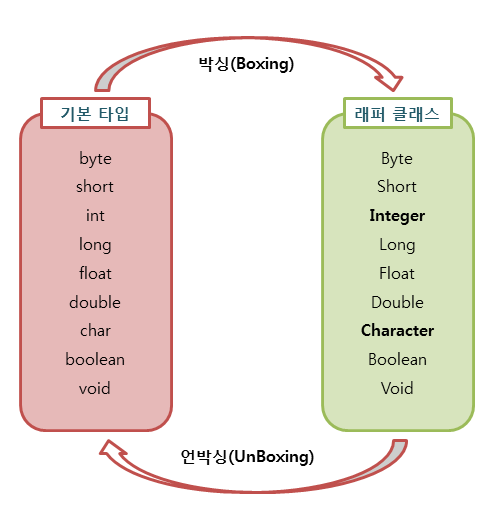 박싱(Boxing)
기본 타입
byte
short
int
long
float
double
char
boolean
void
래퍼 클래스
Byte
Short
Integer
Long
Float
Double
Character
Boolean
Void
언박싱(UnBoxing)